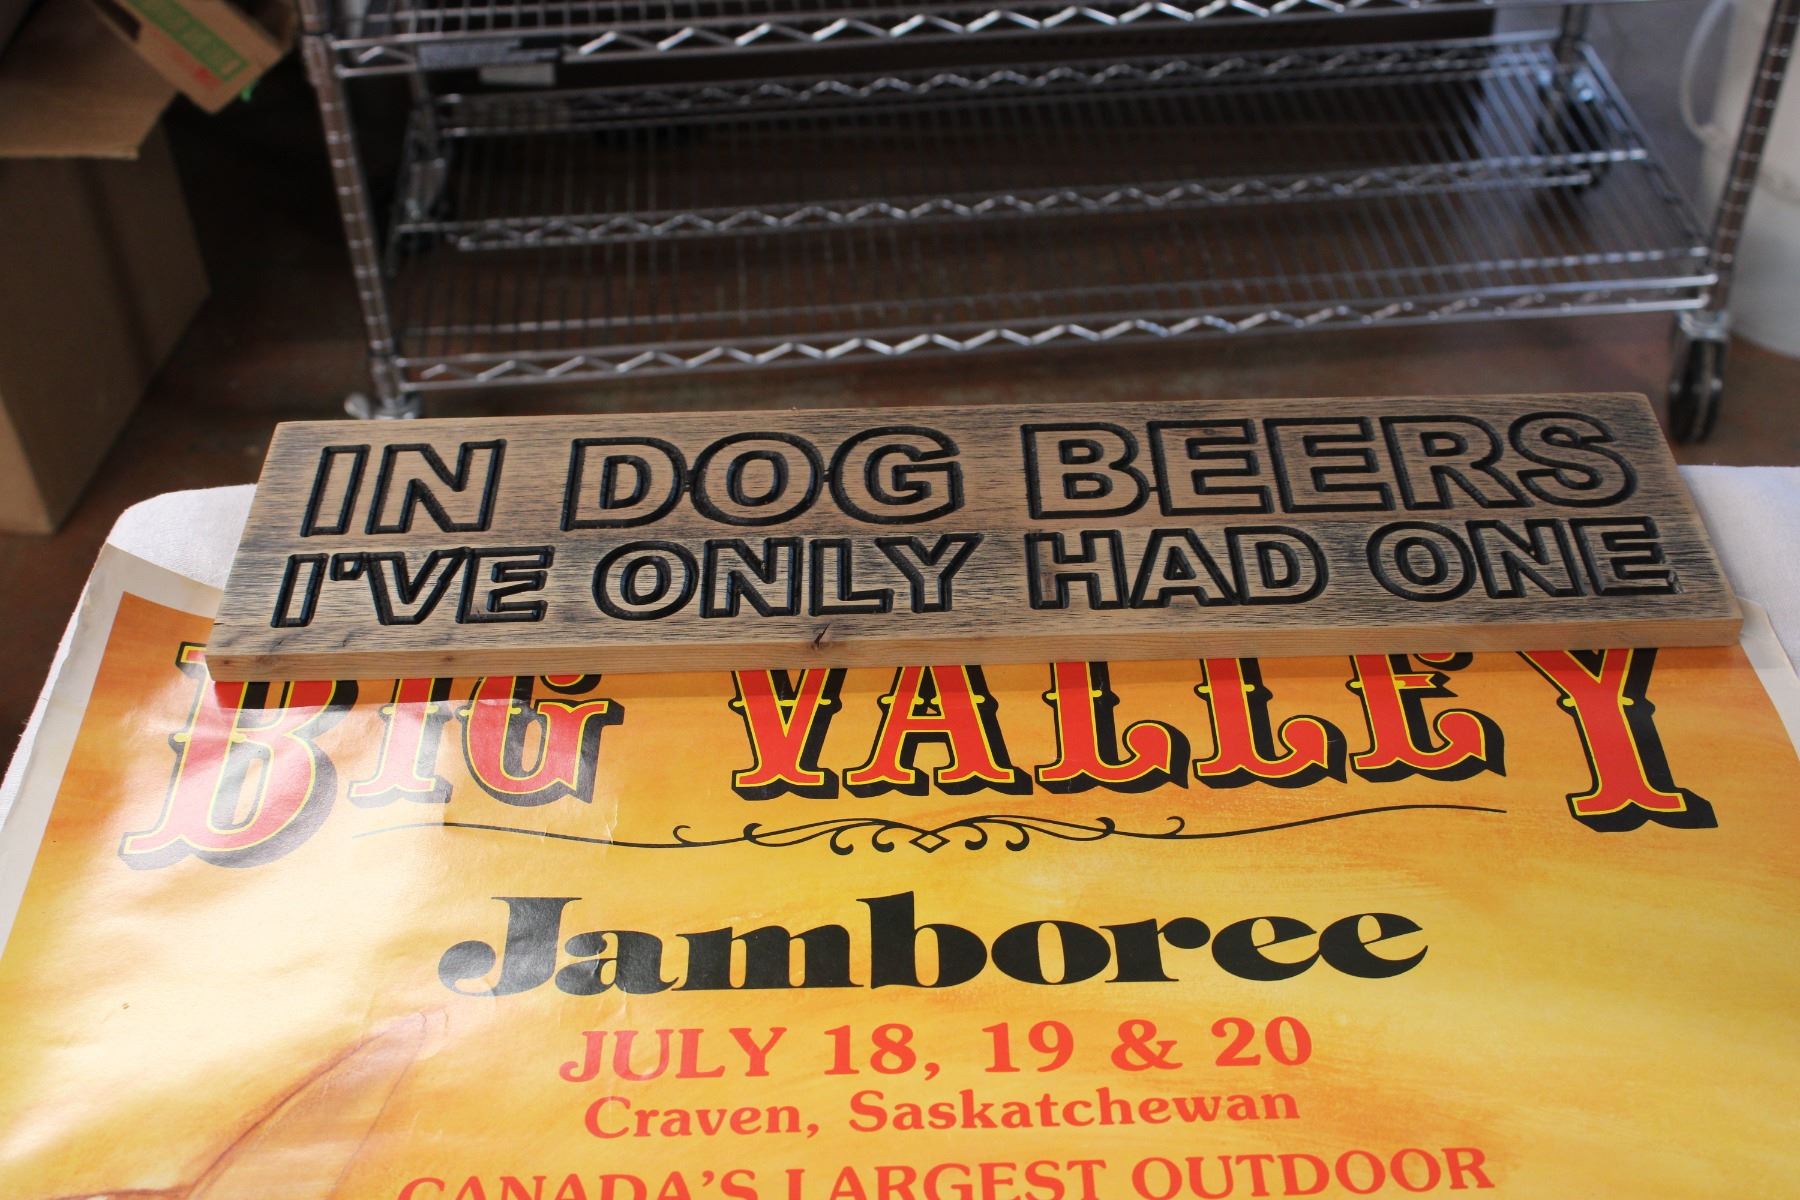 IN DOG BEERS
I'VE ONLY HAD ONE
BIG VALLEY
Jamboree
JULY 18, 19 & 20
Craven, Saskatchewan
CANADA'S LARGEST OUTDOOR